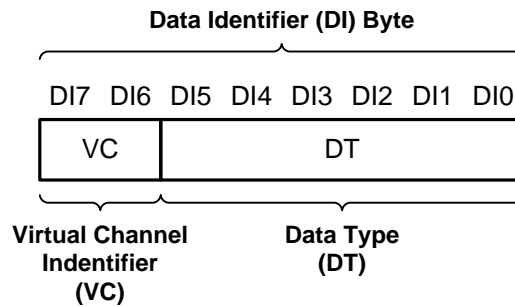 Data Identifier (DI) Byte
DI7 DI6 DI5 DI4 DI3 DI2 DI1 DI0
VC DT
Virtual Channel Data Type
Indentifier (DT)
(VC)